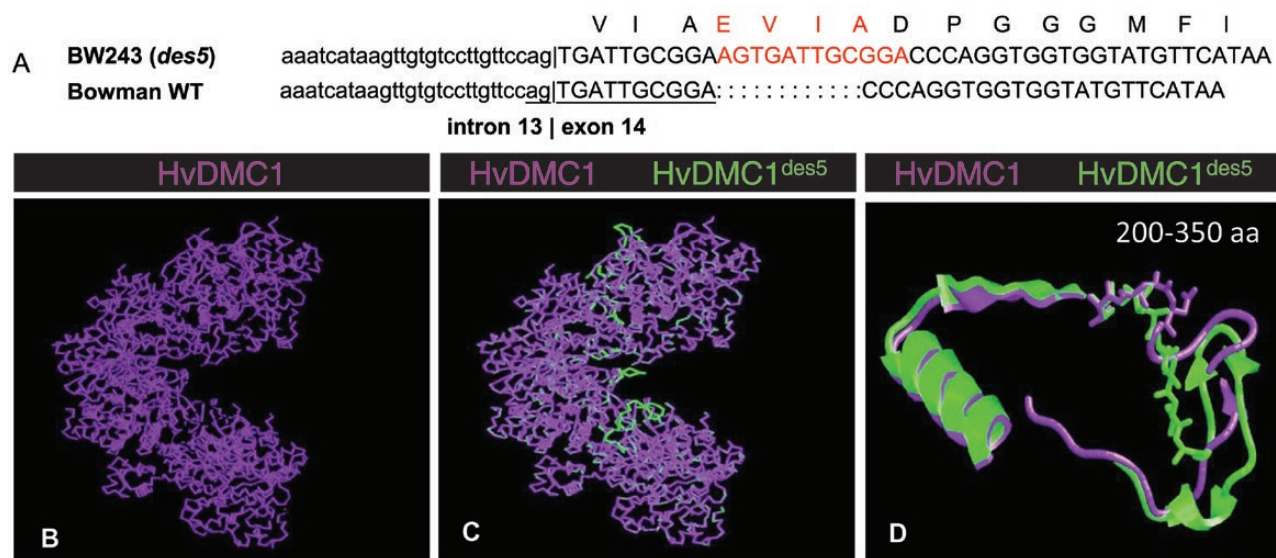 V I A E V I A D P G G G M F I
A
BW243 (des5) aaatcataagttgtgtccttgttccag|TGATTGCGGAAGTGATTGCGGACCCAGGTGGTGGTATGTTCATAA
Bowman WT aaatcataagttgtgtccttgttccag|TGATTGCGGA::::::::::::CCCAGGTGGTGGTATGTTCATAA
intron 13 | exon 14
HvDMC1
HvDMC1 HvDMC1des5
HvDMC1 HvDMC1des5
200-350 aa
B
C
D